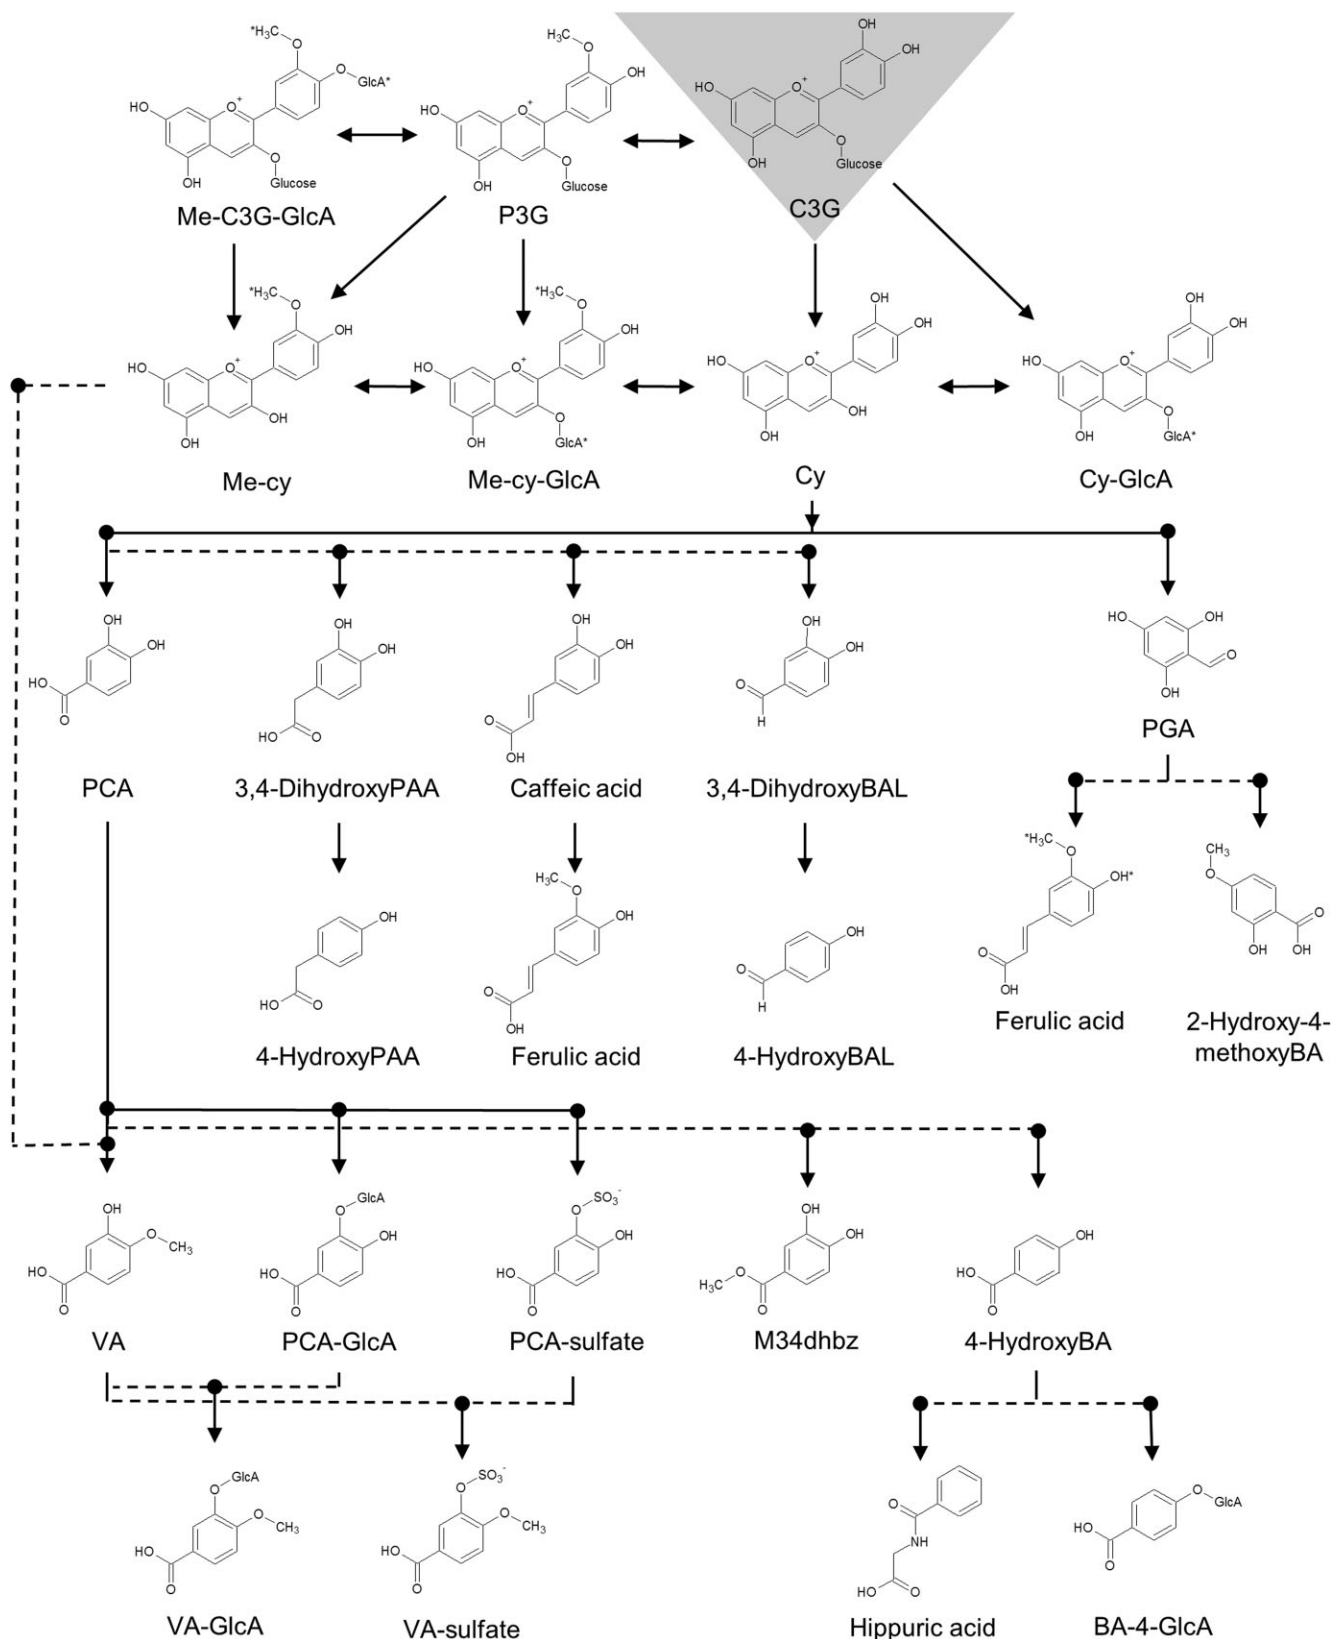 *H₃C
O
O
GlcA*
HO
O⁺
O
OH
Glucose
Me-C3G-GlcA
H₃C
O
OH
HO
O⁺
O
OH
Glucose
P3G
OH
OH
HO
O⁺
O
OH
Glucose
C3G
*H₃C
O
OH
HO
O⁺
OH
OH
Me-cy
*H₃C
O
OH
HO
O⁺
O
OH
GlcA*
Me-cy-GlcA
OH
OH
HO
O⁺
OH
OH
Cy
OH
OH
HO
O⁺
O
OH
GlcA*
Cy-GlcA
OH
OH
HO
O
PCA
OH
OH
HO
O
3,4-DihydroxyPAA
OH
OH
O
OH
Caffeic acid
OH
OH
O
H
3,4-DihydroxyBAL
HO
OH
O
OH
PGA
OH
HO
O
4-HydroxyPAA
H₃C
O
OH
O
OH
Ferulic acid
OH
O
H
4-HydroxyBAL
*H₃C
O
OH*
O
OH
Ferulic acid
CH₃
O
O
OH
OH
2-Hydroxy-4-
methoxyBA
OH
O
CH₃
HO
O
VA
GlcA
O
OH
HO
O
PCA-GlcA
SO₃⁻
O
OH
HO
O
PCA-sulfate
OH
OH
H₃C
O
O
M34dhbz
OH
HO
O
4-HydroxyBA
GlcA
O
O
CH₃
HO
O
VA-GlcA
SO₃⁻
O
O
CH₃
HO
O
VA-sulfate
O
NH
HO
O
Hippuric acid
O
GlcA
HO
O
BA-4-GlcA